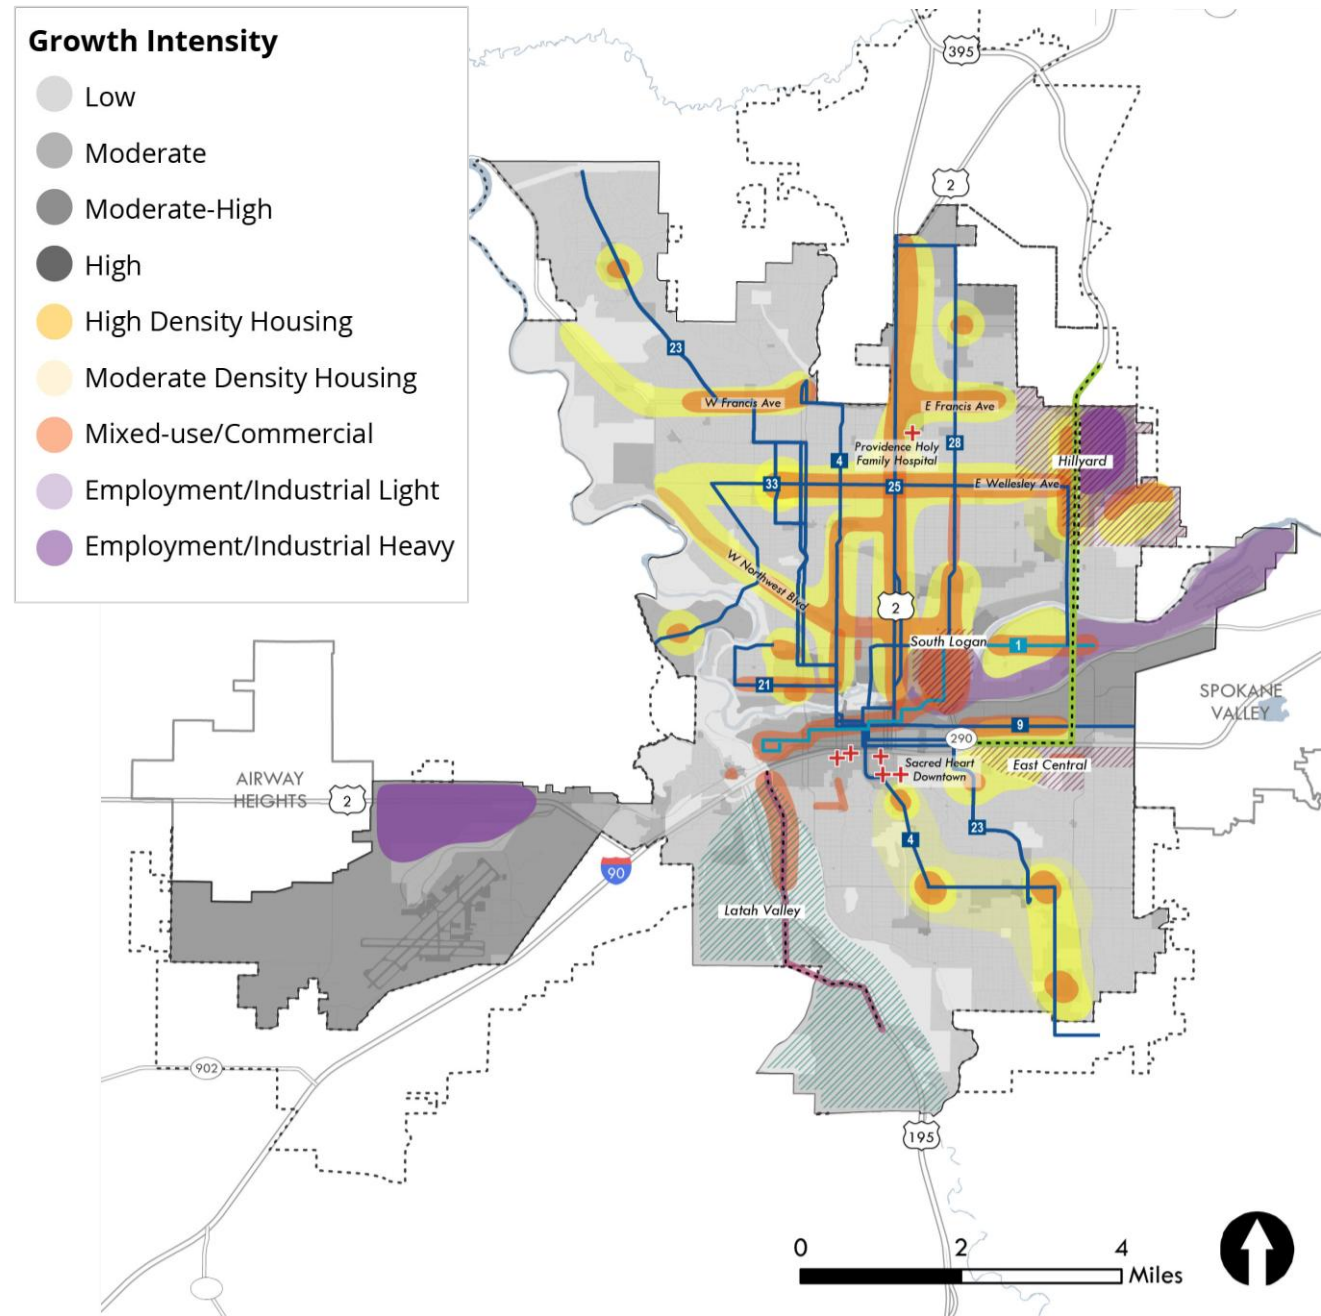 Growth Intensity
Low
Moderate
Moderate-High
High
High Density Housing
Moderate Density Housing
Mixed-use/Commercial
Employment/Industrial Light
Employment/Industrial Heavy
395
2
23
W Francis Ave
E Francis Ave
4
28
Providence Holy
Family Hospital
Hillyard
33
25
E Wellesley Ave
W Northwest Blvd
2
South Logan
1
21
SPOKANE
VALLEY
9
290
Sacred Heart
Downtown
East Central
AIRWAY
HEIGHTS
2
23
4
90
Latah Valley
902
195
0
2
4
Miles